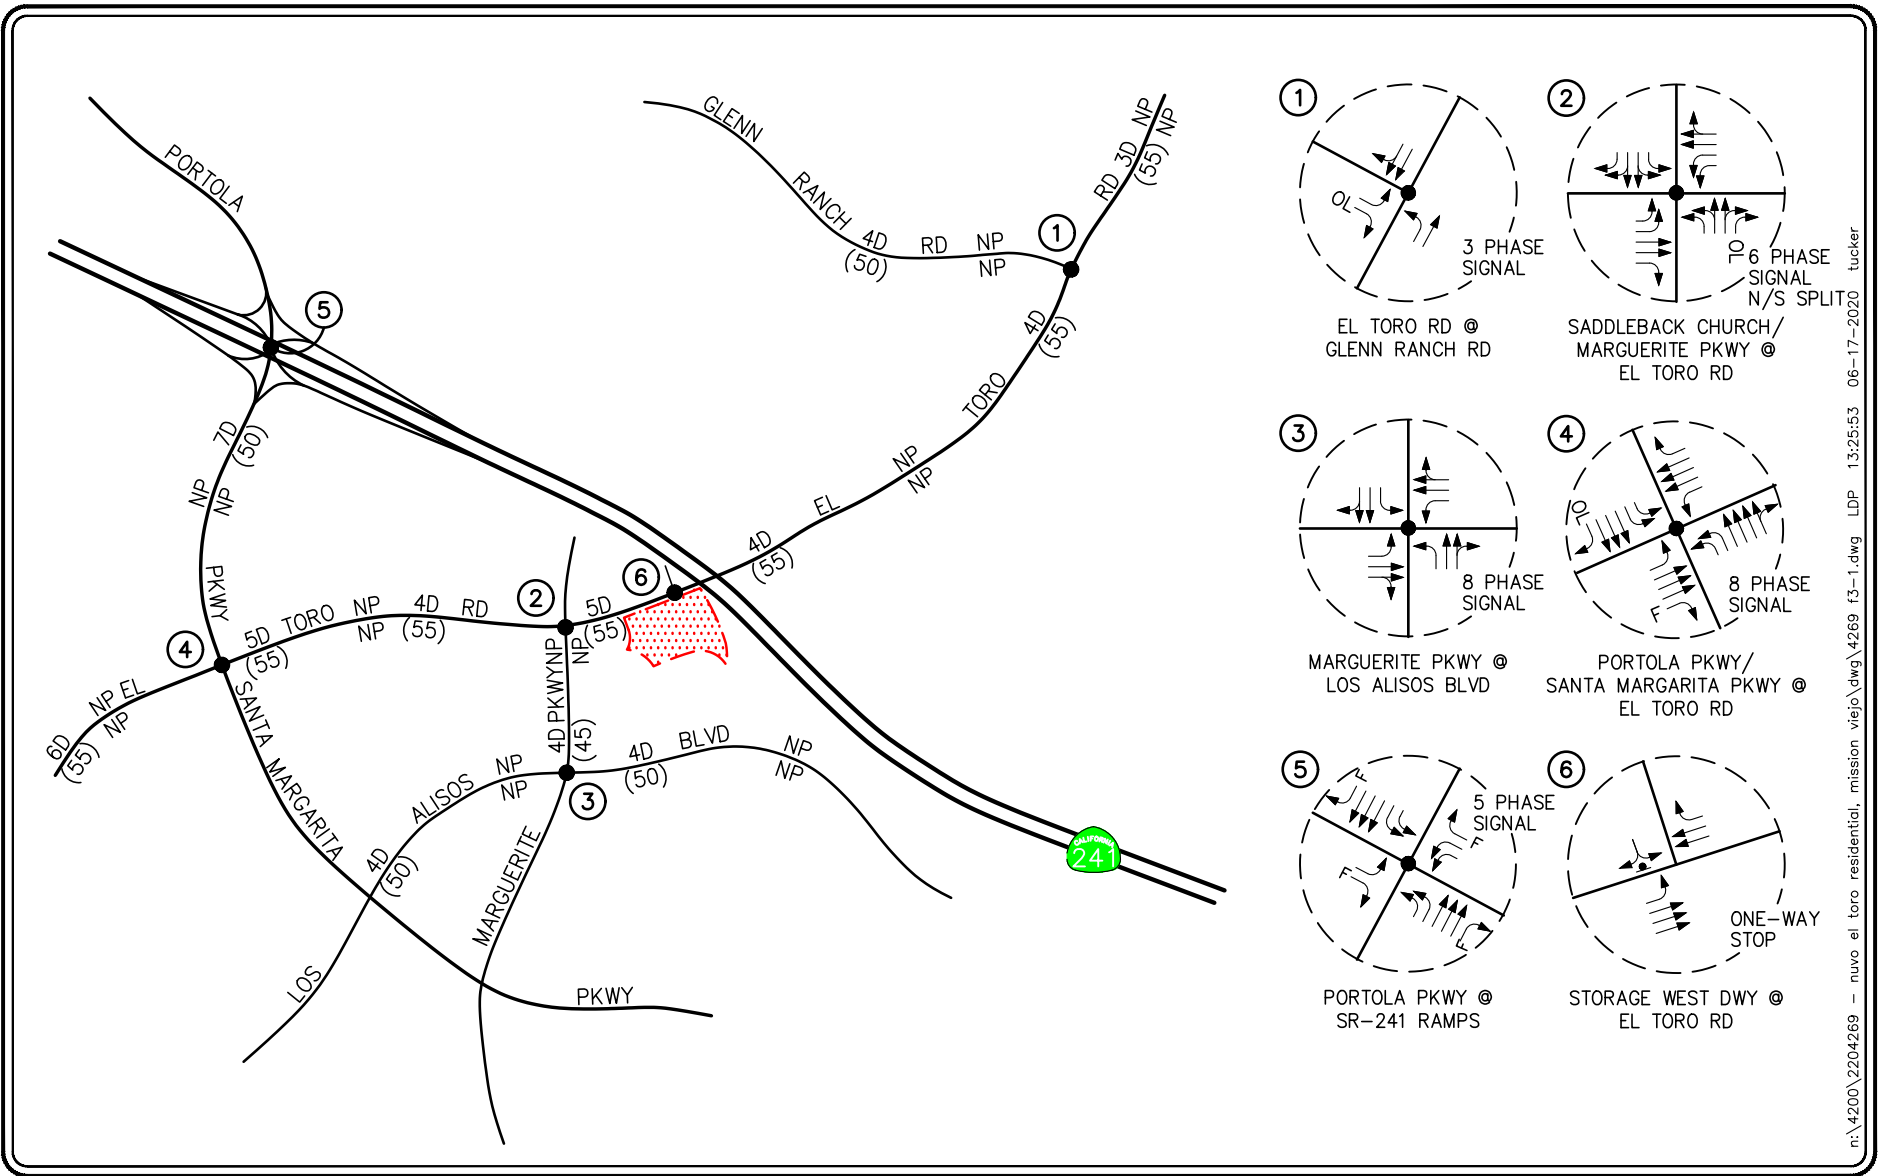 PORTOLA
GLENN
RANCH 4D RD NP
(50) NP
RD 3D NP
(55) NP
1
4D
(55)
TORO
NP
NP
EL
4D
(55)
5
7D
(50)
NP
NP
PKWY
6
2
5D
(55)
NP EL 5D TORO NP 4D RD
NP (55) NP (55)
4
6D
(55)
4D PKWY NP
(45) NP
3
SANTA MARGARITA
PKWY
LOS 4D ALISOS NP 4D BLVD NP
(50) NP (50) NP
MARGUERITE
CALIFORNIA
241
1
OL
3 PHASE
SIGNAL
EL TORO RD @
GLENN RANCH RD
2
OL
6 PHASE
SIGNAL
N/S SPLIT
SADDLEBACK CHURCH/
MARGUERITE PKWY @
EL TORO RD
3
8 PHASE
SIGNAL
MARGUERITE PKWY @
LOS ALISOS BLVD
4
OL
F
8 PHASE
SIGNAL
PORTOLA PKWY/
SANTA MARGARITA PKWY @
EL TORO RD
5
F
F
F
F
5 PHASE
SIGNAL
PORTOLA PKWY @
SR-241 RAMPS
6
ONE-WAY
STOP
STORAGE WEST DWY @
EL TORO RD
n:\4200\2204269 - nuvo el toro residential, mission viejo\dwg\4269 f3-1.dwg LDP 13:25:53 06-17-2020 tucker